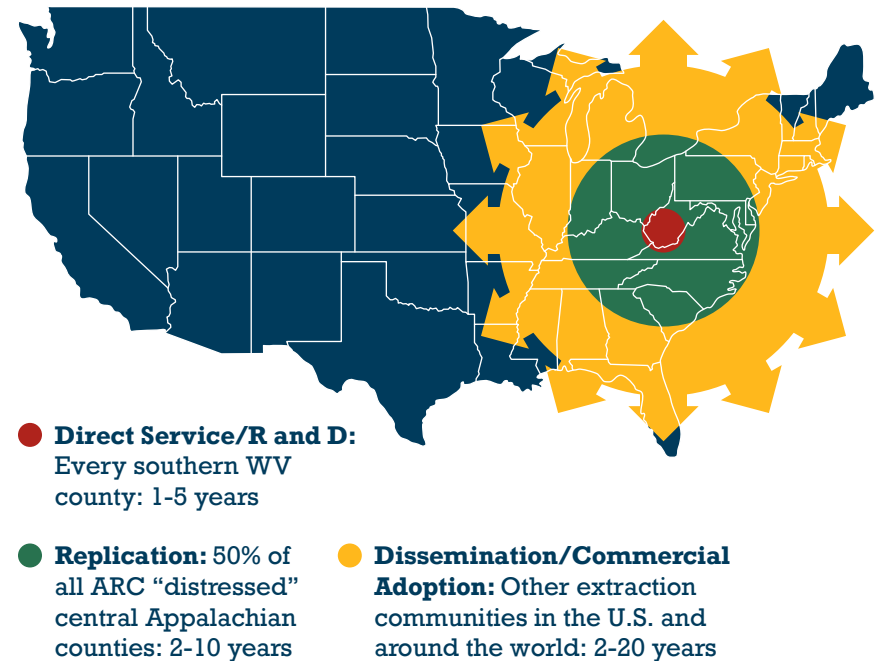 Direct Service/R and D:
Every southern WV
county: 1-5 years
Replication: 50% of
all ARC “distressed”
central Appalachian
counties: 2-10 years
Dissemination/Commercial
Adoption: Other extraction
communities in the U.S. and
around the world: 2-20 years